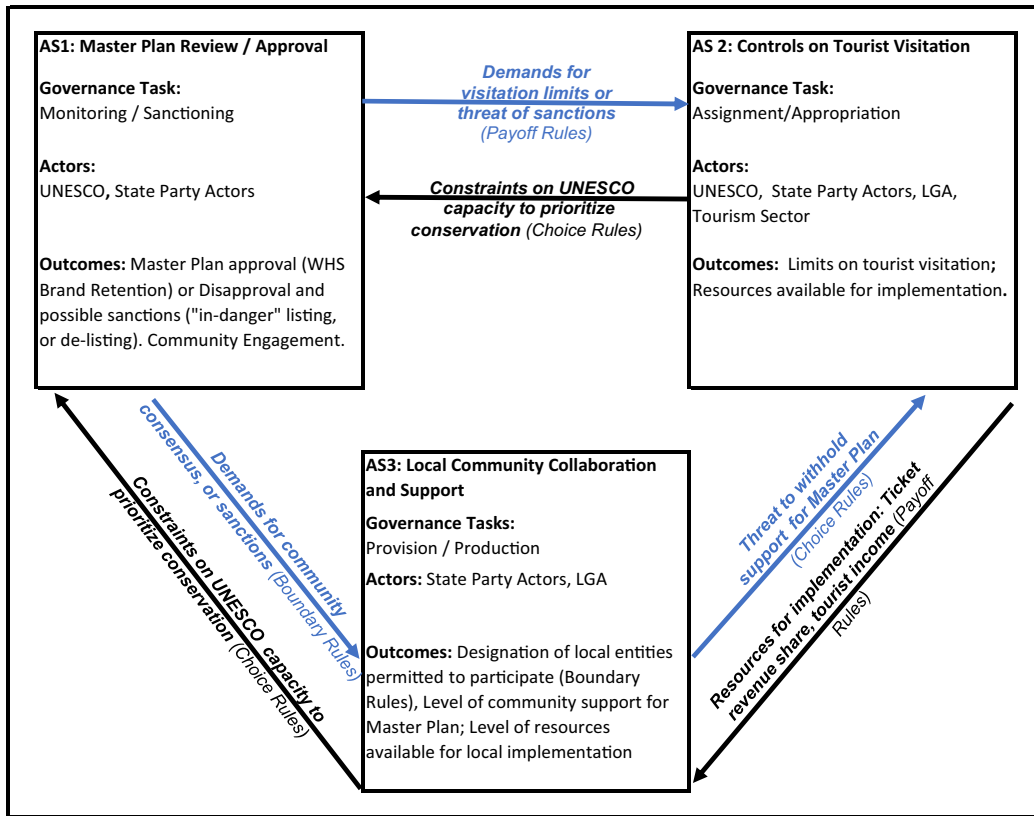 AS1: Master Plan Review / Approval
Governance Task:
Monitoring / Sanctioning
Actors:
UNESCO, State Party Actors
Outcomes: Master Plan approval (WHS
Brand Retention) or Disapproval and
possible sanctions ("in-danger" listing,
or de-listing). Community Engagement.
Demands for
visitation limits or
threat of sanctions
(Payoff Rules)
Constraints on UNESCO
capacity to prioritize
conservation (Choice Rules)
AS 2: Controls on Tourist Visitation
Governance Task:
Assignment/Appropriation
Actors:
UNESCO, State Party Actors, LGA,
Tourism Sector
Outcomes: Limits on tourist visitation;
Resources available for implementation.
Demands for community
consensus, or sanctions (Boundary Rules)
Constraints on UNESCO capacity to
prioritize conservation (Choice Rules)
AS3: Local Community Collaboration
and Support
Governance Tasks:
Provision / Production
Actors: State Party Actors, LGA
Outcomes: Designation of local entities
permitted to participate (Boundary
Rules), Level of community support for
Master Plan; Level of resources
available for local implementation
Threat to withhold
support for Master Plan
(Choice Rules)
Resources for implementation: Ticket
revenue share, tourist income (Payoff
Rules)